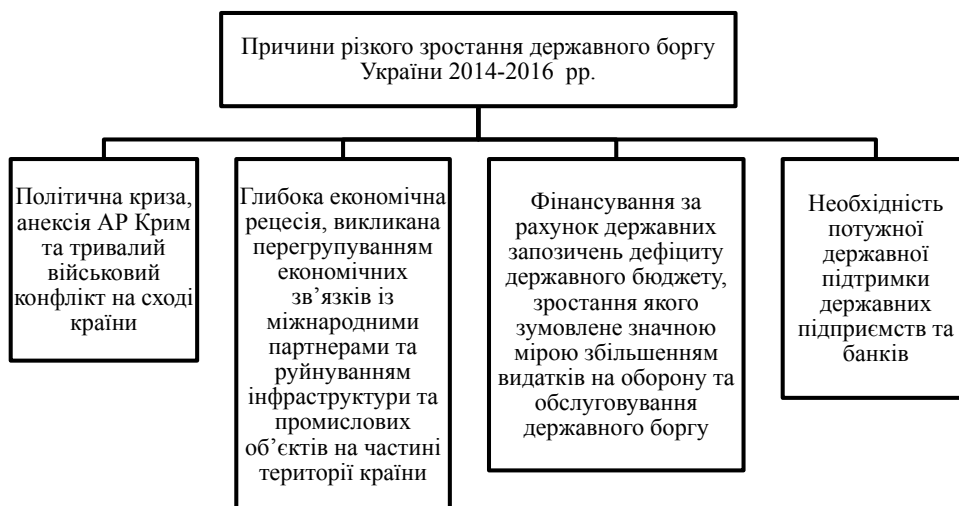 Причини різкого зростання державного боргу
України 2014-2016 рр.
Політична криза,
анексія АР Крим
та тривалий
військовий
конфлікт на сході
країни
Глибока економічна
рецесія, викликана
перегрупуванням
економічних
зв’язків із
міжнародними
партнерами та
руйнуванням
інфраструктури та
промислових
об’єктів на частині
території країни
Фінансування за
рахунок державних
запозичень дефіциту
державного бюджету,
зростання якого
зумовлене значною
мірою збільшенням
видатків на оборону та
обслуговування
державного боргу
Необхідність
потужної
державної
підтримки
державних
підприємств та
банків